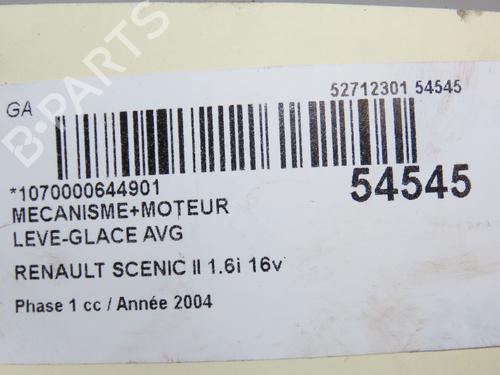 GA
52712301 54545
*1070000644901
54545
MECANISME+MOTEUR
LEVE-GLACE AVG
RENAULT SCENIC II 1.6i 16v
Phase 1 cc / Année 2004
B-PARTS